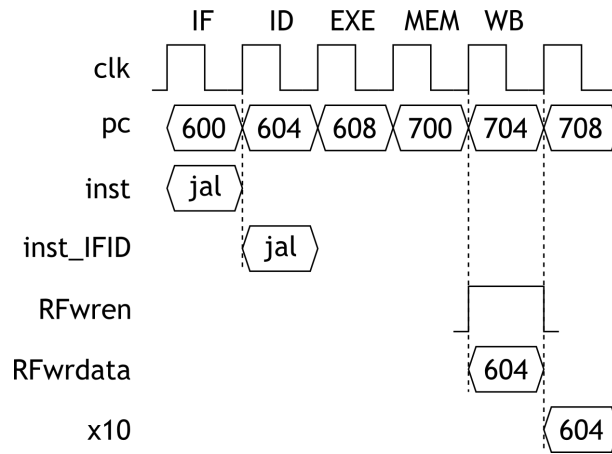 IF ID EXE MEM WB
clk
pc 600 604 608 700 704 708
inst jal
inst_IFID jal
RFwren
RFwrdata 604
x10 604